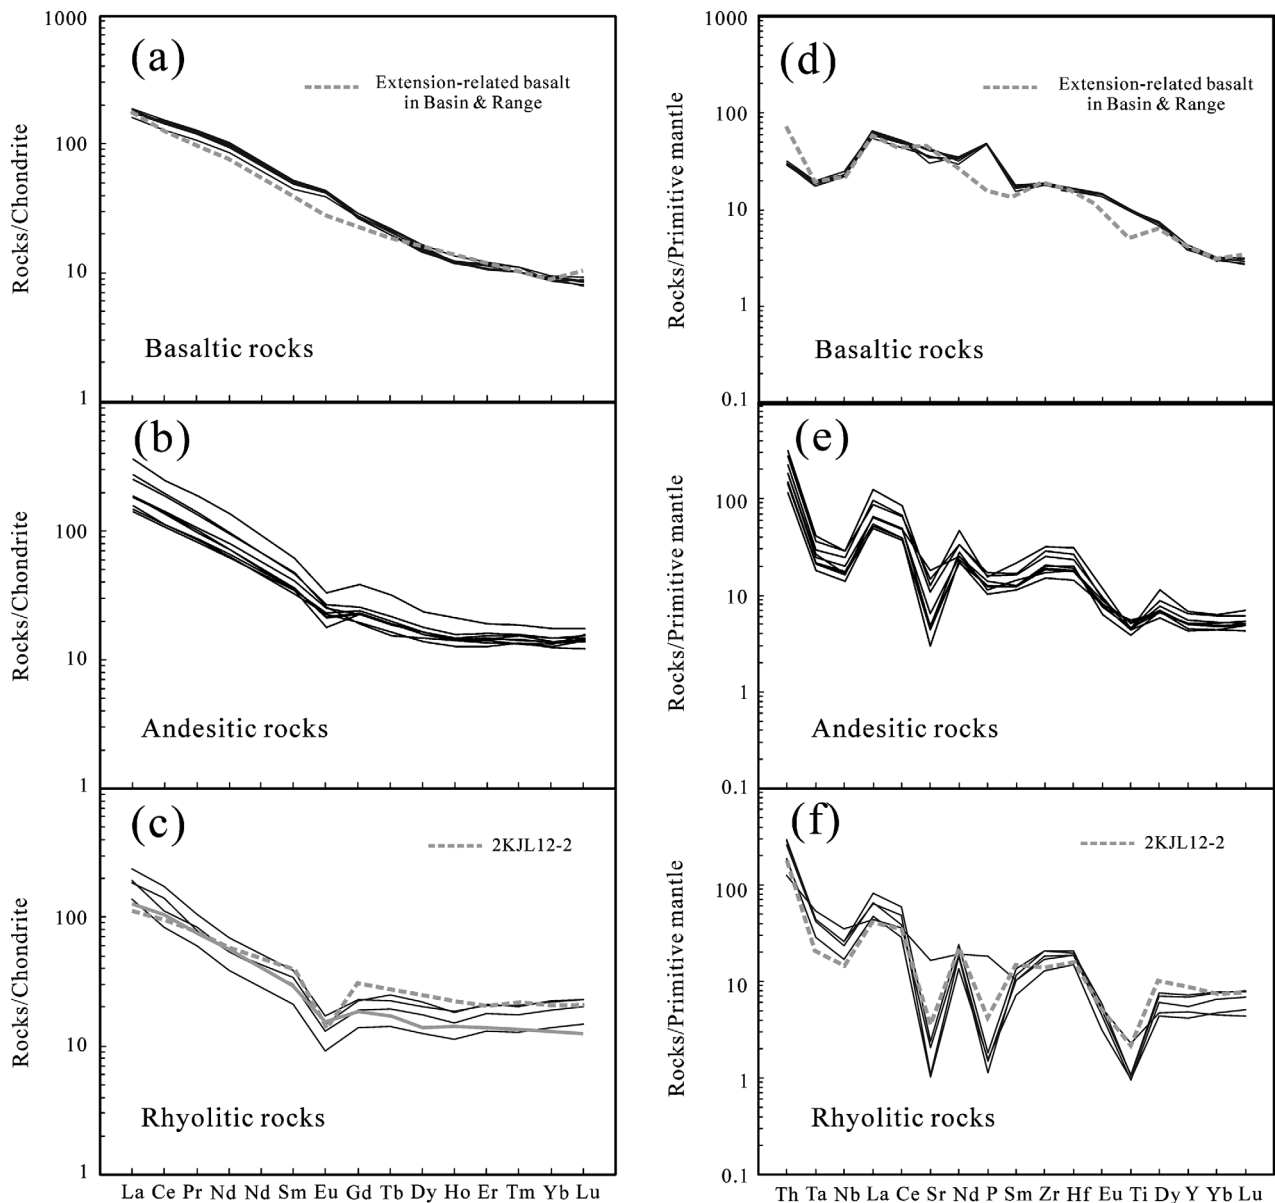 1000
100
10
1
Rocks/Chondrite
(a)
Extension-related basalt
in Basin & Range
Basaltic rocks
1000
100
10
1
0.1
Rocks/Primitive mantle
(d)
Extension-related basalt
in Basin & Range
Basaltic rocks
100
10
1
Rocks/Chondrite
(b)
Andesitic rocks
100
10
1
0.1
Rocks/Primitive mantle
(e)
Andesitic rocks
100
10
1
Rocks/Chondrite
(c)
2KJL12-2
Rhyolitic rocks
La Ce Pr Nd Nd Sm Eu Gd Tb Dy Ho Er Tm Yb Lu
100
10
1
0.1
Rocks/Primitive mantle
(f)
2KJL12-2
Rhyolitic rocks
Th Ta Nb La Ce Sr Nd P Sm Zr Hf Eu Ti Dy Y Yb Lu